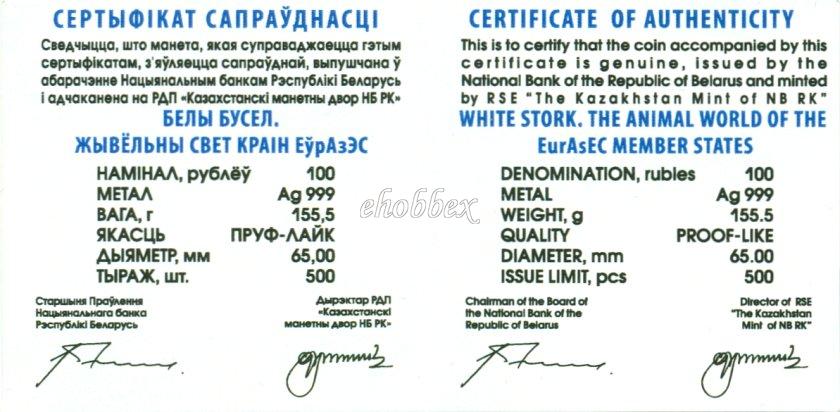 СЕРТЫФІКАТ САПРАЎДНАСЦІ
Сведчыцца, што манета, якая суправаджаецца гэтым
сертыфікатам, з'яўляецца сапраўднай, выпушчана ў
абарачэнне Нацыянальным банкам Рэспублікі Беларусь
і адчаканена на РДП «Казахстанскі манетны двор НБ РК»
БЕЛЫ БУСЕЛ.
ЖЫВЁЛЬНЫ СВЕТ КРАІН ЕўрАзЭС
НАМІНАЛ, рублёў 100
МЕТАЛ Ag 999
ВАГА, г 155,5
ЯКАСЦЬ ПРУФ-ЛАЙК
ДЫЯМЕТР, мм 65,00
ТЫРАЖ, шт. 500
Старшыня Праўлення
Нацыянальнага банка
Рэспублікі Беларусь
Дырэктар РДП
«Казахстанскі
манетны двор НБ РК»
CERTIFICATE OF AUTHENTICITY
This is to certify that the coin accompanied by this
certificate is genuine, issued by the
National Bank of the Republic of Belarus and minted
by RSE "The Kazakhstan Mint of NB RK"
WHITE STORK. THE ANIMAL WORLD OF THE
EurAsEC MEMBER STATES
DENOMINATION, rubles 100
METAL Ag 999
WEIGHT, g 155.5
QUALITY PROOF-LIKE
DIAMETER, mm 65.00
ISSUE LIMIT, pcs 500
Chairman of the Board of
the National Bank of the
Republic of Belarus
Director of RSE
"The Kazakhstan
Mint of NB RK"
ehobbex